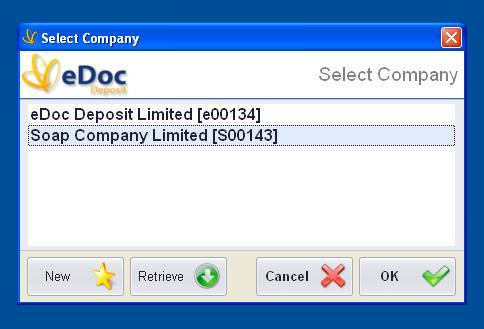 Select Company
eDoc
Deposit
Select Company
eDoc Deposit Limited [e00134]
Soap Company Limited [S00143]
New
Retrieve
Cancel
OK